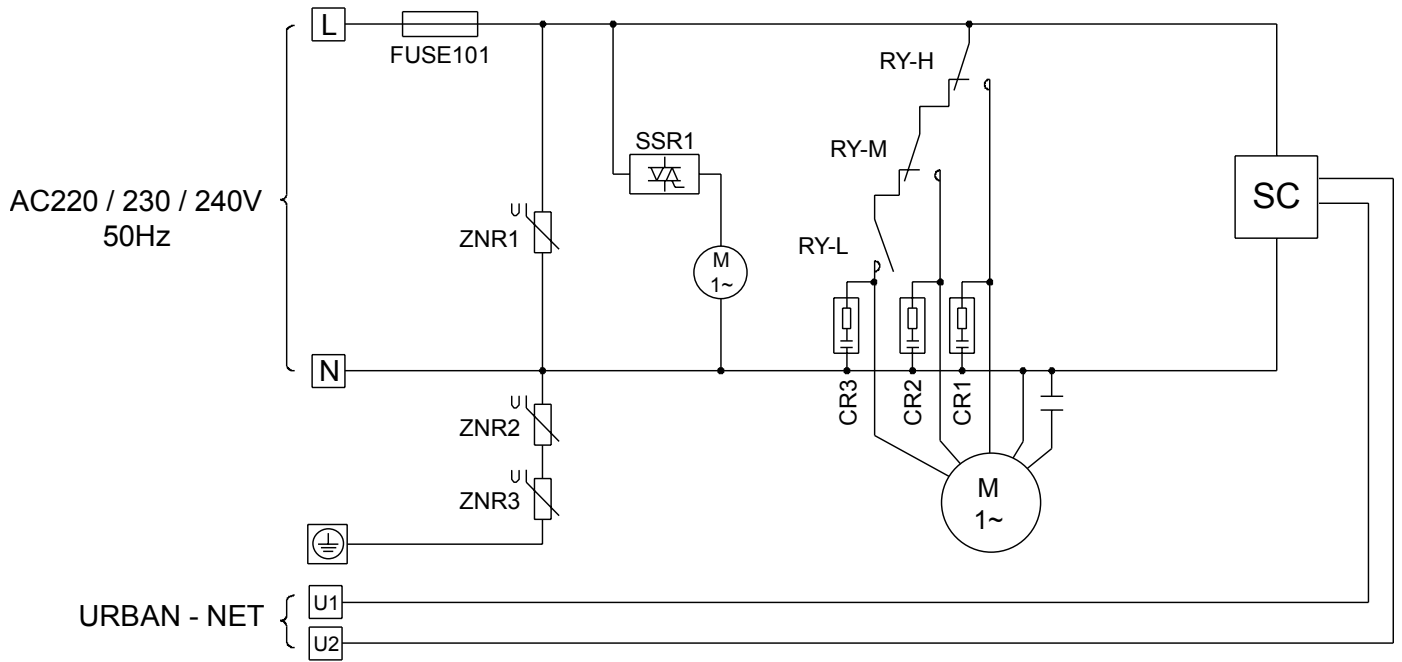 L
FUSE101
RY-H
SSR1
RY-M
AC220 / 230 / 240V
50Hz
SC
U
ZNR1
RY-L
M
1~
N
CR3
CR2
CR1
U
ZNR2
U
ZNR3
M
1~
URBAN - NET
U1
U2